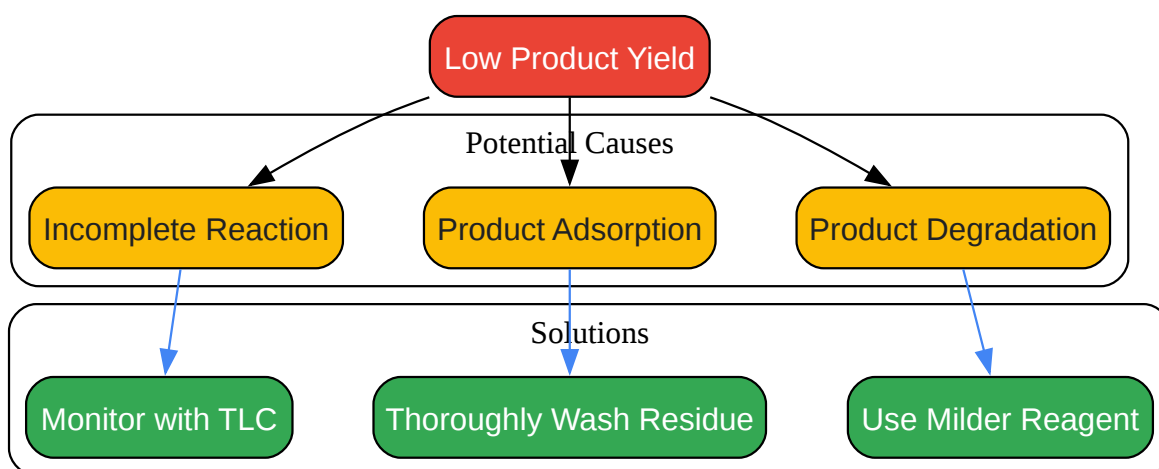 Low Product Yield
Potential Causes
Incomplete Reaction
Product Adsorption
Product Degradation
Solutions
Monitor with TLC
Thoroughly Wash Residue
Use Milder Reagent